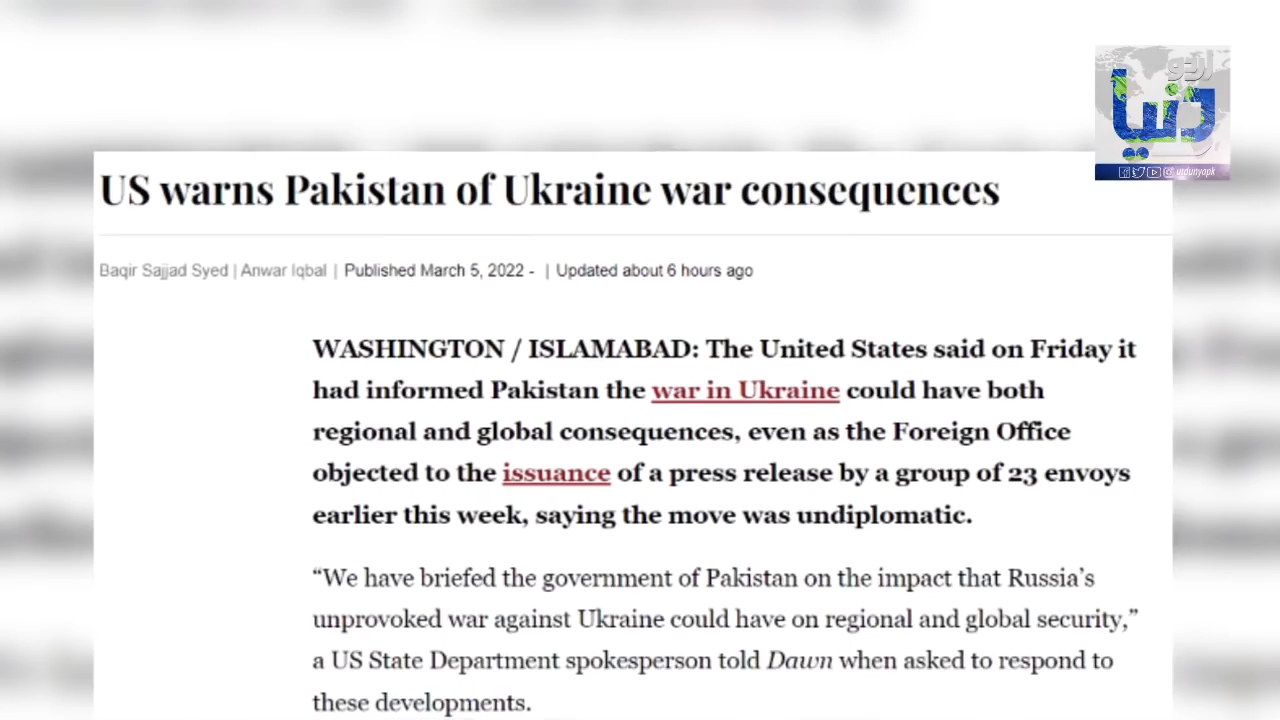 اردو
دنیا
urdunyapk
US warns Pakistan of Ukraine war consequences
Baqir Sajjad Syed | Anwar Iqbal | Published March 5, 2022 - | Updated about 6 hours ago
WASHINGTON / ISLAMABAD: The United States said on Friday it
had informed Pakistan the war in Ukraine could have both
regional and global consequences, even as the Foreign Office
objected to the issuance of a press release by a group of 23 envoys
earlier this week, saying the move was undiplomatic.
“We have briefed the government of Pakistan on the impact that Russia’s
unprovoked war against Ukraine could have on regional and global security,”
a US State Department spokesperson told Dawn when asked to respond to
these developments.